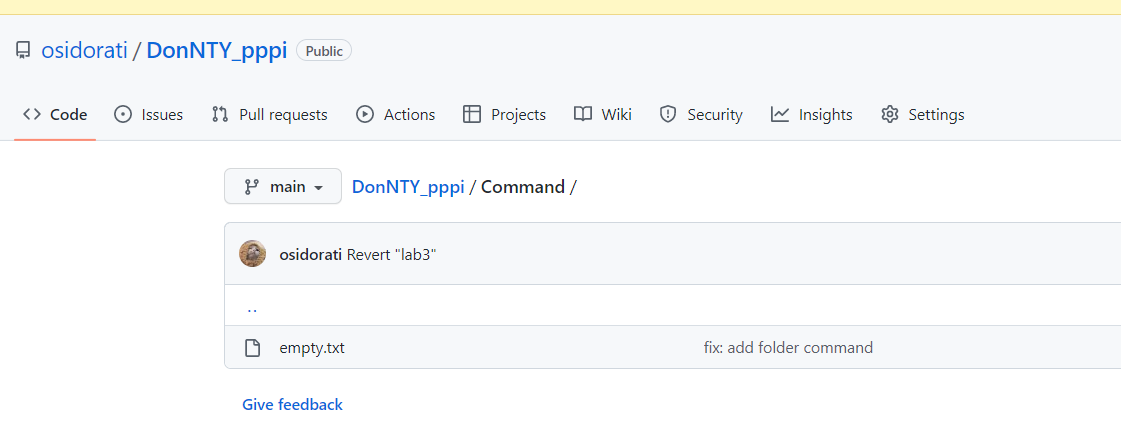 osidorati / DonNTY_pppi Public
Code Issues Pull requests Actions Projects Wiki Security Insights Settings
main DonNTY_pppi / Command /
osidorati Revert "lab3"
..
empty.txt fix: add folder command
Give feedback